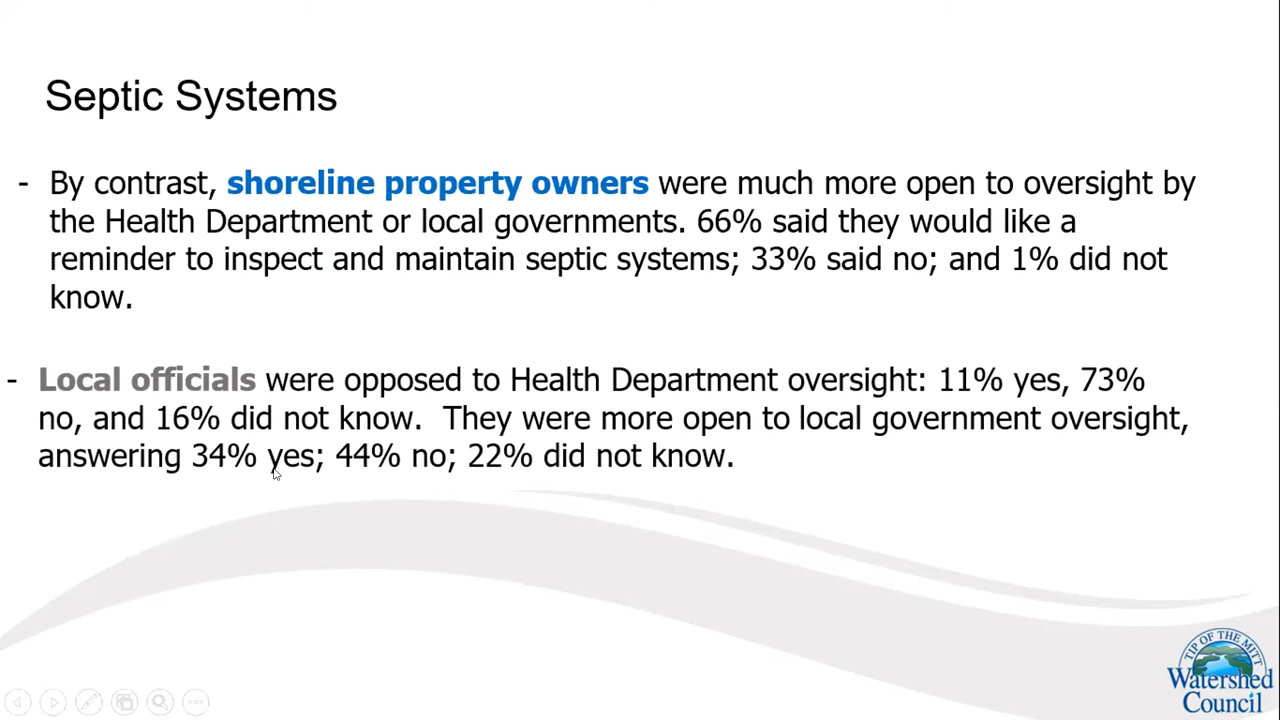 Septic Systems
- By contrast, shoreline property owners were much more open to oversight by
the Health Department or local governments. 66% said they would like a
reminder to inspect and maintain septic systems; 33% said no; and 1% did not
know.
- Local officials were opposed to Health Department oversight: 11% yes, 73%
no, and 16% did not know.  They were more open to local government oversight,
answering 34% yes; 44% no; 22% did not know.
TIP OF THE MITT
Watershed
Council